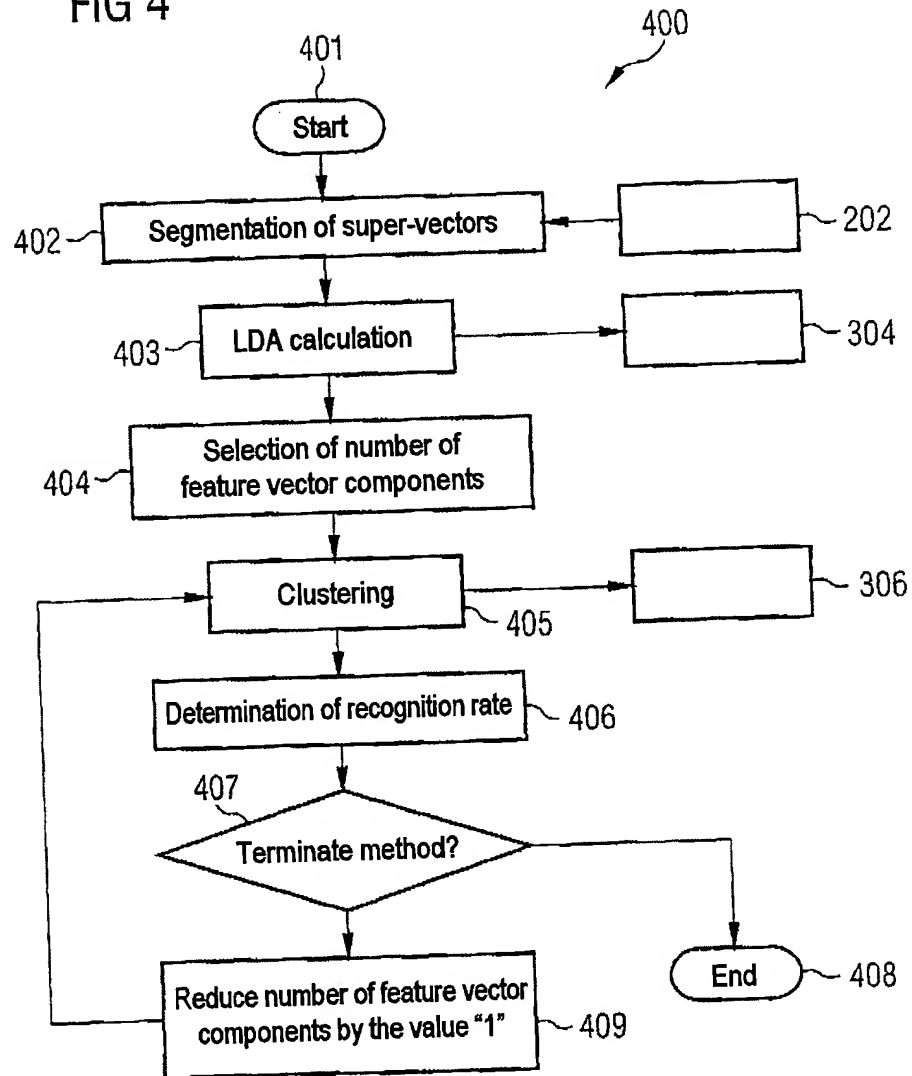 FIG 4
400
401
Start
402
Segmentation of super-vectors
202
403
LDA calculation
304
404
Selection of number of
feature vector components
Clustering
405
306
Determination of recognition rate
406
407
Terminate method?
End
408
Reduce number of feature vector
components by the value "1"
409